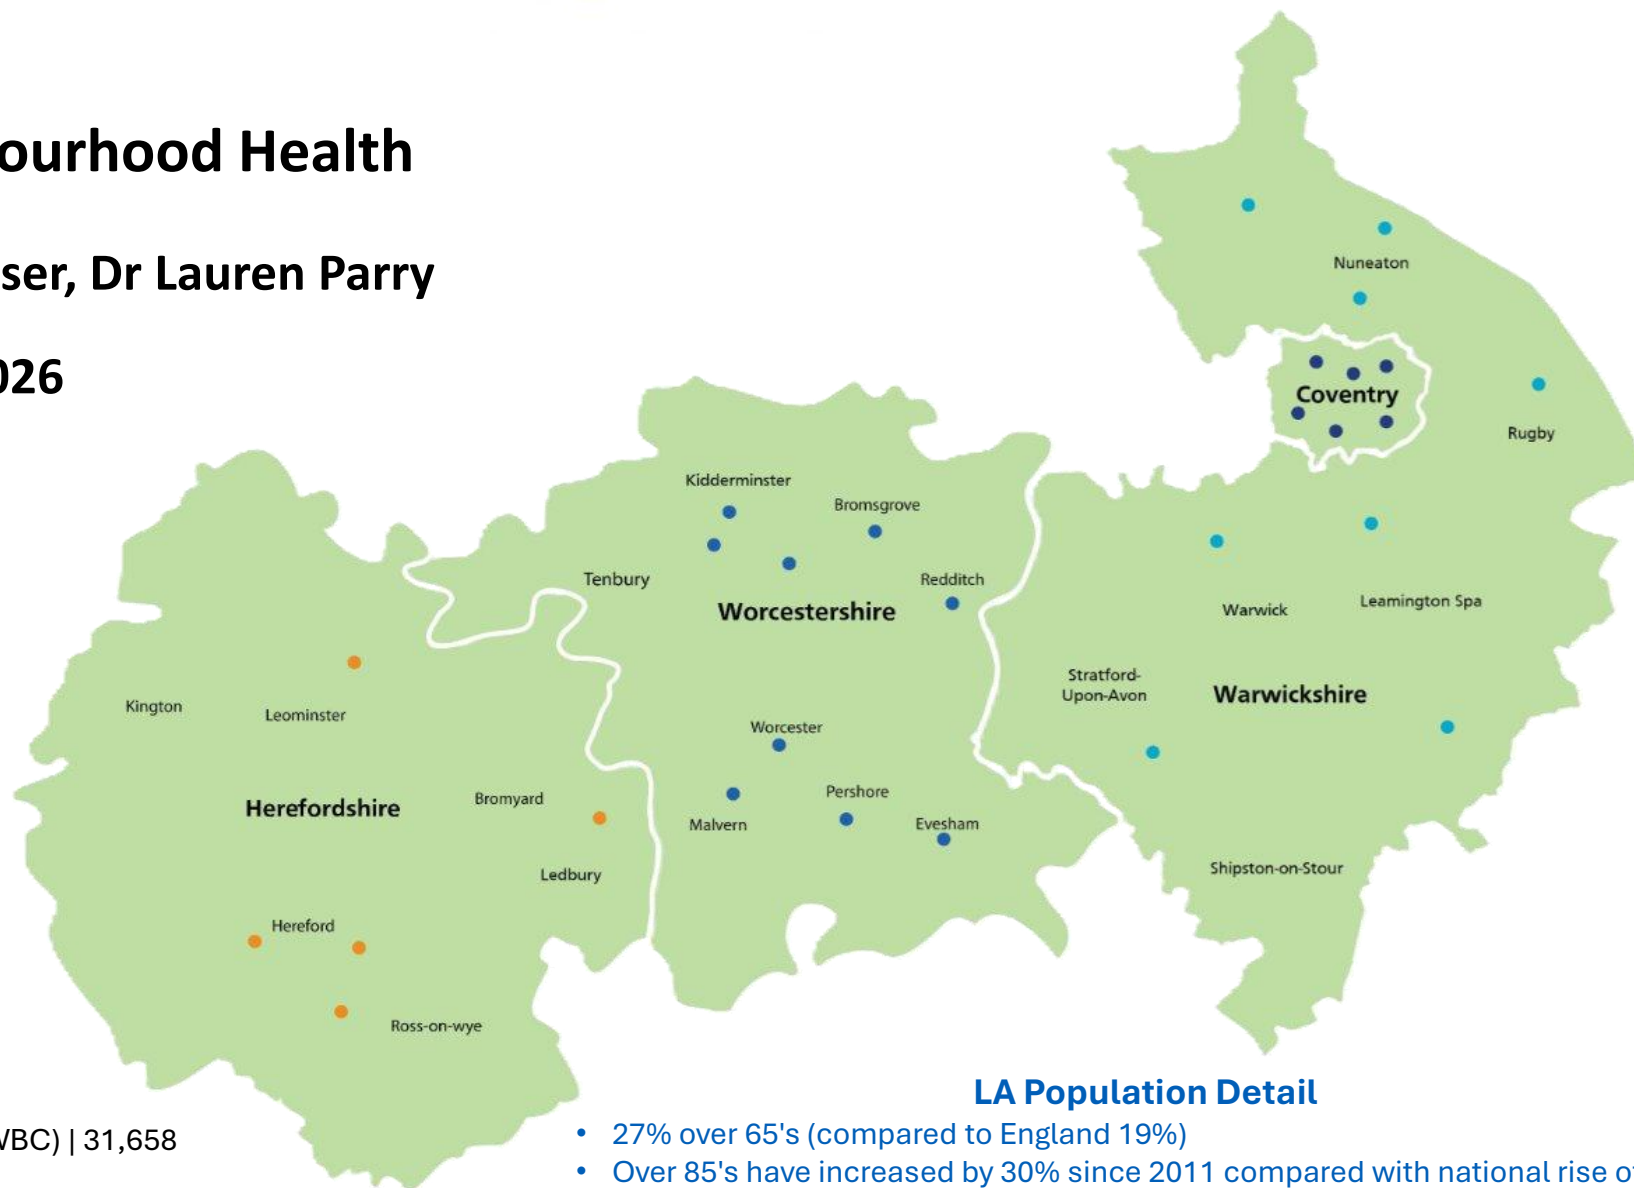 ourhood Health
ser, Dr Lauren Parry
026
Nuneaton
Coventry
Rugby
Kidderminster
Bromsgrove
Tenbury
Redditch
Worcestershire
Warwick
Leamington Spa
Stratford-
Upon-Avon
Warwickshire
Kington
Leominster
Worcester
Herefordshire
Bromyard
Pershore
Malvern
Evesham
Ledbury
Shipston-on-Stour
Hereford
Ross-on-wye
LA Population Detail
WBC) | 31,658
• 27% over 65's (compared to England 19%)
• Over 85's have increased by 30% since 2011 compared with national rise of